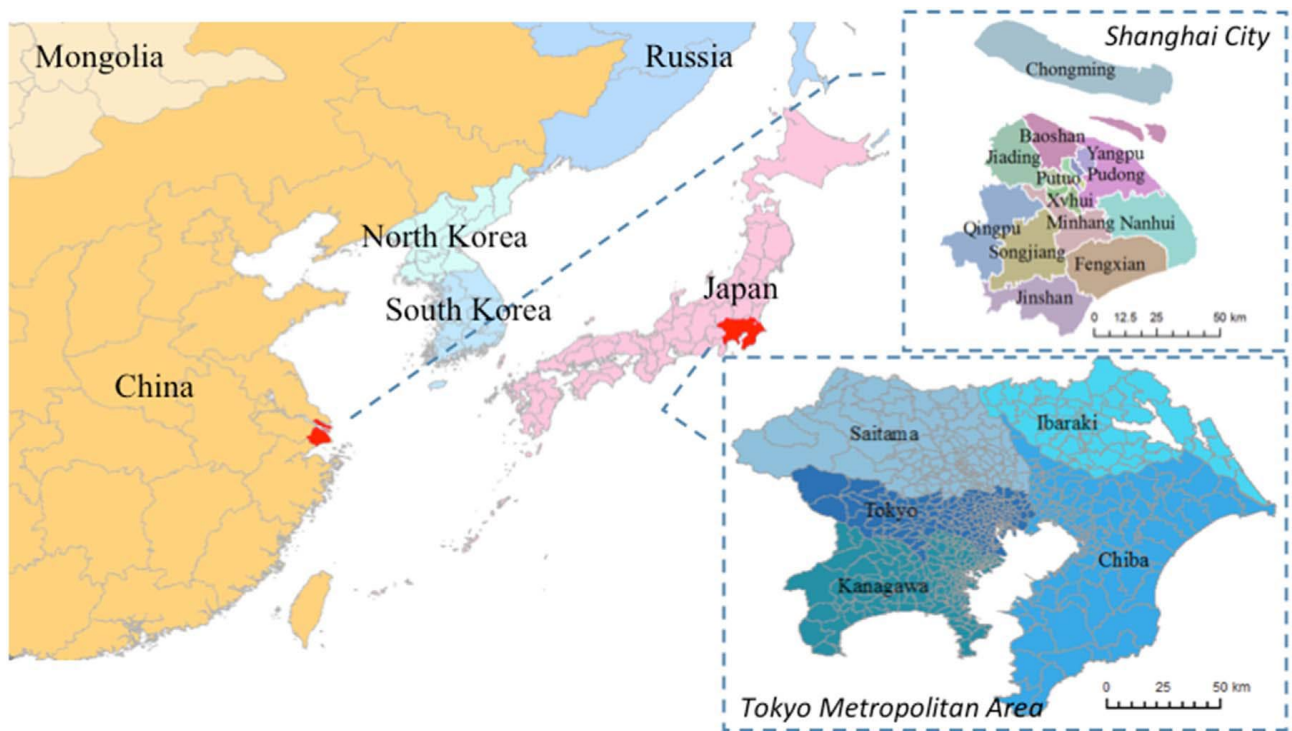 Mongolia
Russia
North Korea
South Korea
Japan
China
Shanghai City
Chongming
Baoshan
Jiading
Yangpu
Putuo
Pudong
Xvhui
Qingpu
Minhang
Nanhui
Songjiang
Fengxian
Jinshan
0 12.5 25 50 km
Saitama
Ibaraki
Tokyo
Chiba
Kanagawa
0 25 50 km
Tokyo Metropolitan Area